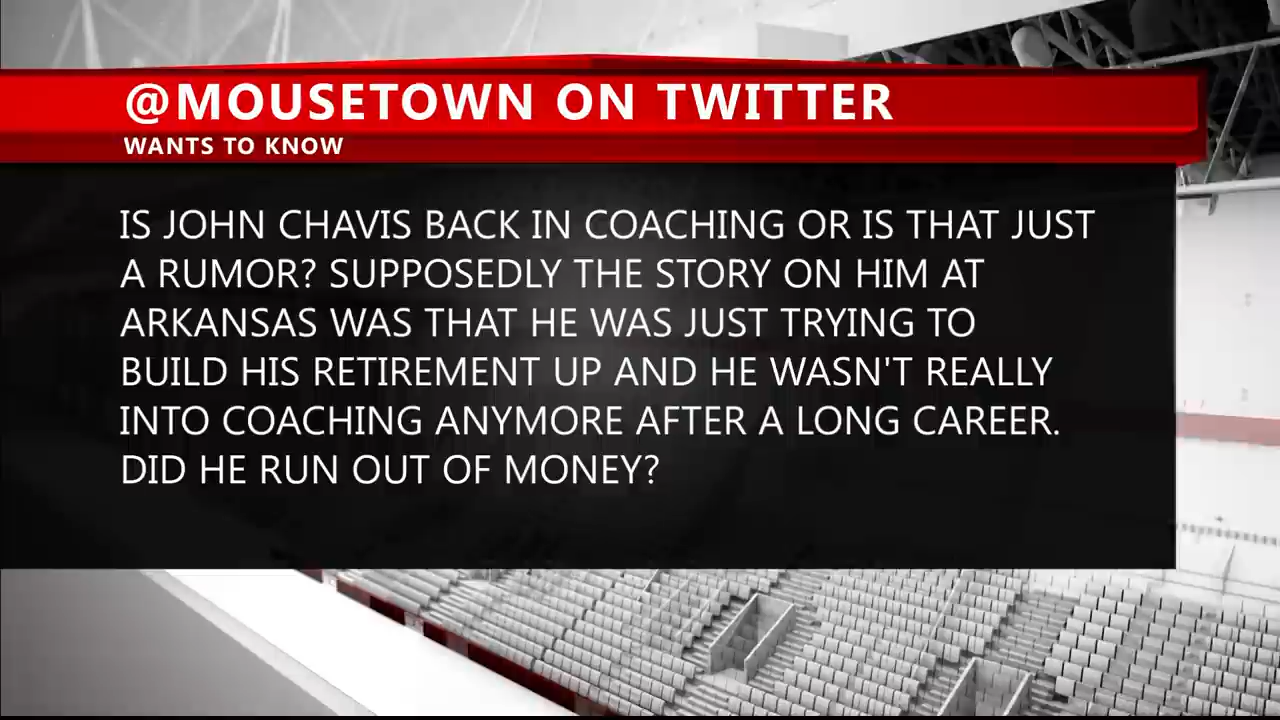 @MOUSETOWN ON TWITTER
WANTS TO KNOW
IS JOHN CHAVIS BACK IN COACHING OR IS THAT JUST
A RUMOR? SUPPOSEDLY THE STORY ON HIM AT
ARKANSAS WAS THAT HE WAS JUST TRYING TO
BUILD HIS RETIREMENT UP AND HE WASN'T REALLY
INTO COACHING ANYMORE AFTER A LONG CAREER.
DID HE RUN OUT OF MONEY?